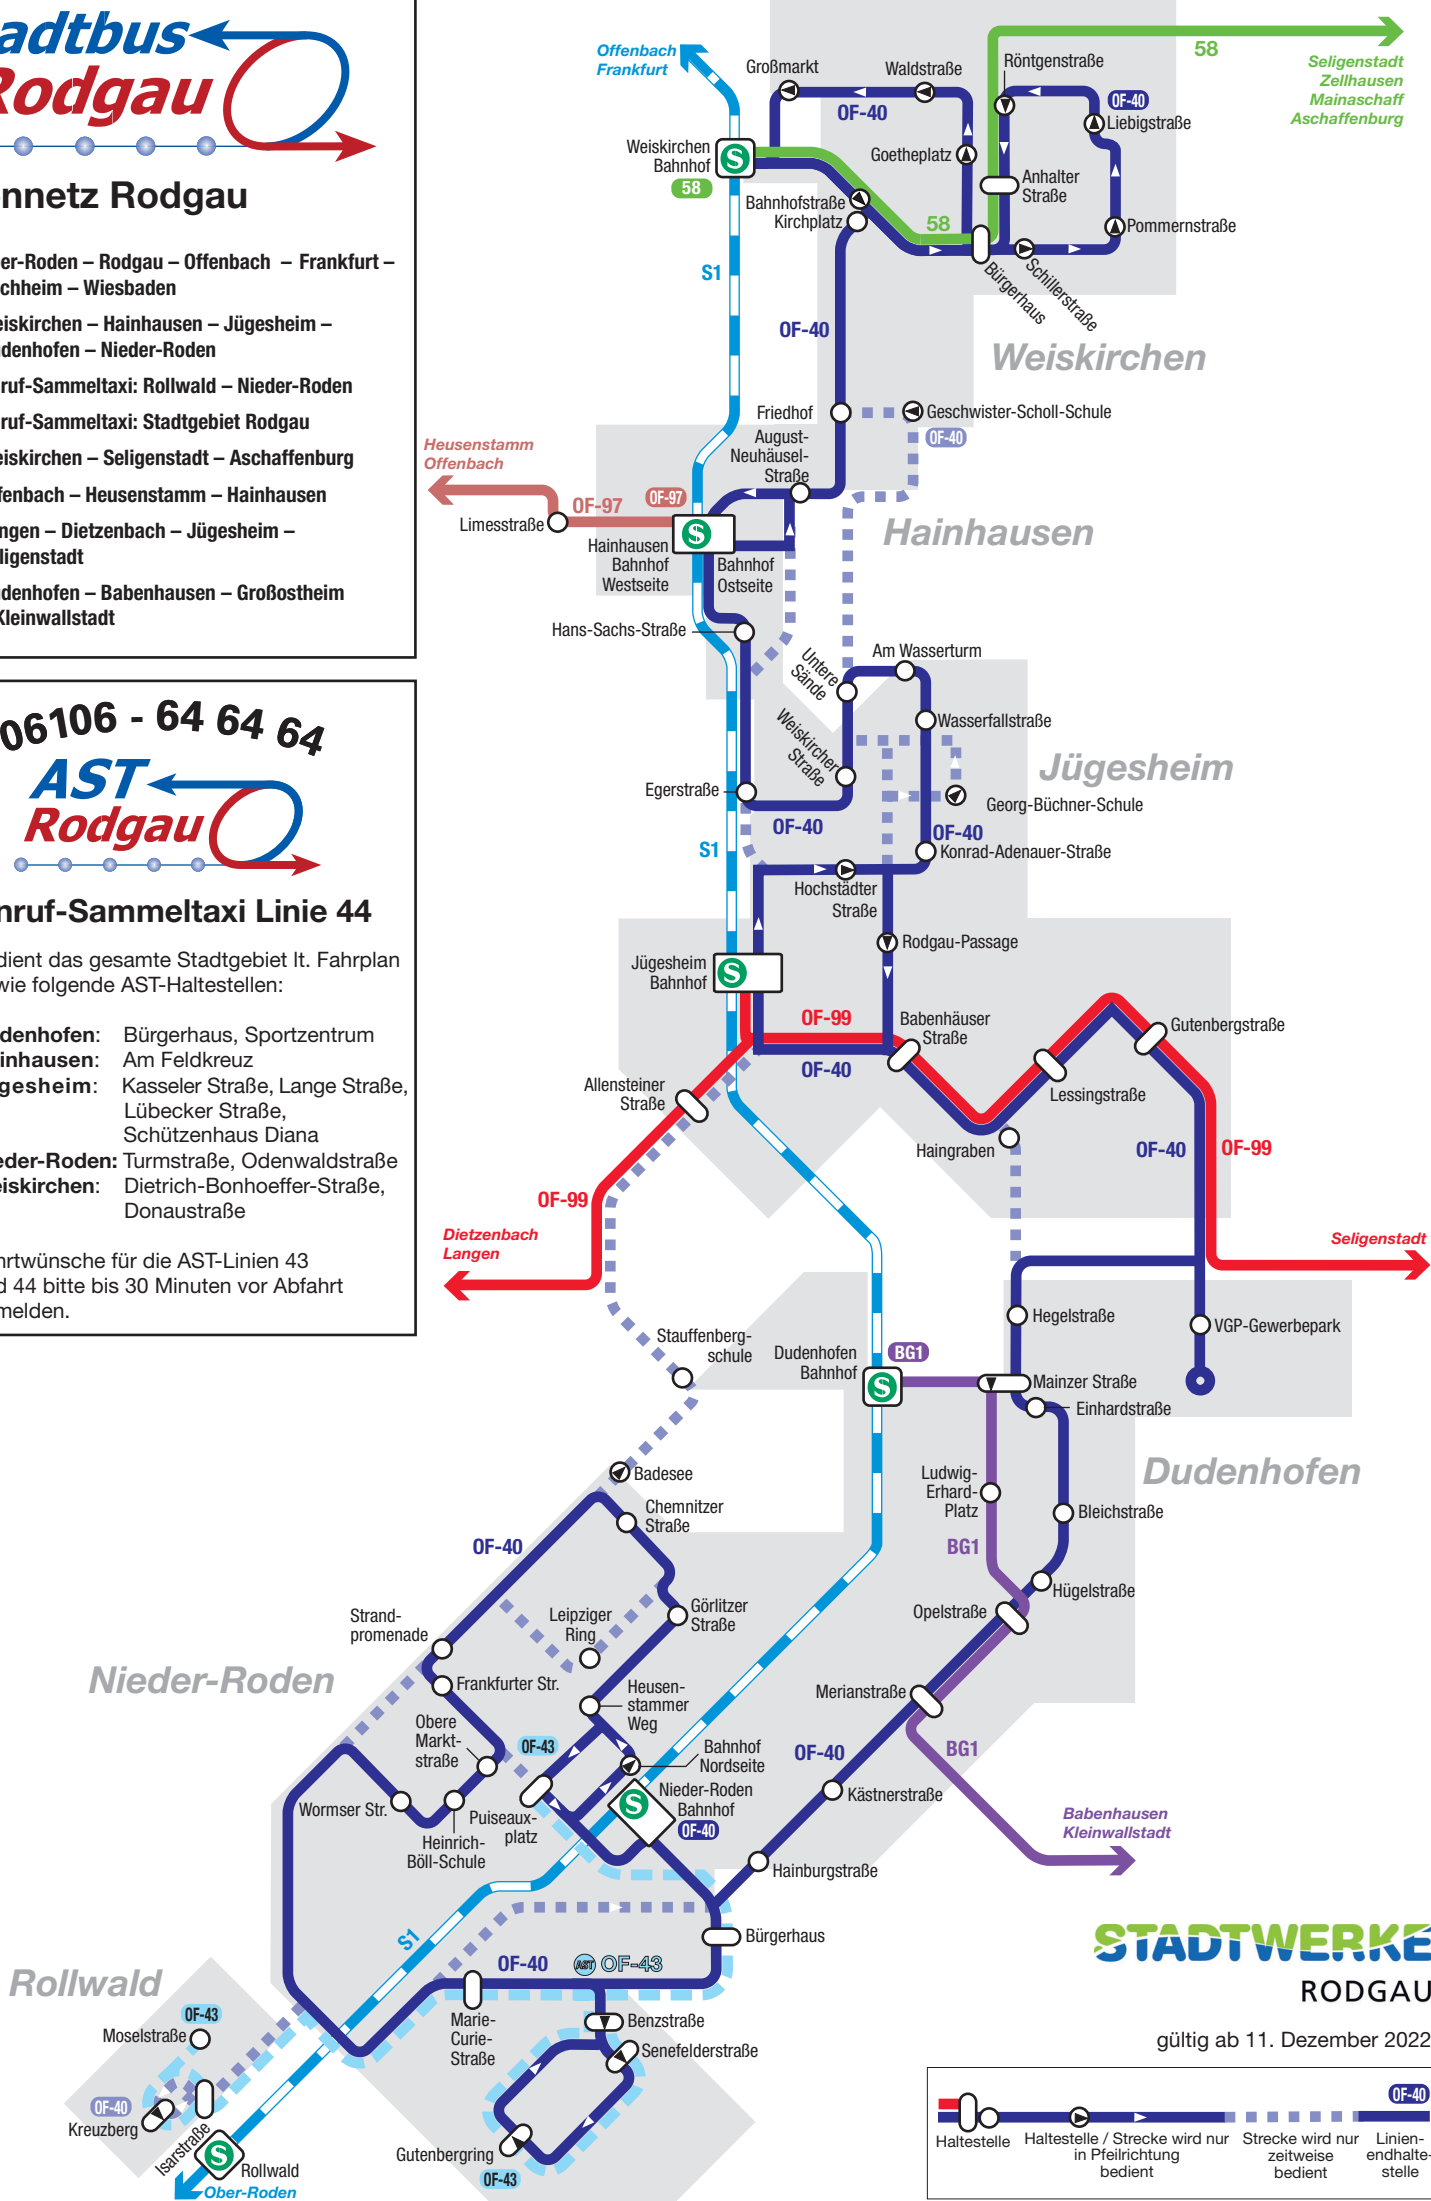 Rodgau
nnetz Rodgau
er-Roden – Rodgau – Offenbach – Frankfurt –
chheim – Wiesbaden
eiskirchen – Hainhausen – Jügesheim –
denhofen – Nieder-Roden
ruf-Sammeltaxi: Rollwald – Nieder-Roden
ruf-Sammeltaxi: Stadtgebiet Rodgau
eiskirchen – Seligenstadt – Aschaffenburg
fenbach – Heusenstamm – Hainhausen
ngen – Dietzenbach – Jügesheim –
ligenstadt
denhofen – Babenhausen – Großostheim
Kleinwallstadt
06106 - 64 64 64
AST
Rodgau
nruf-Sammeltaxi Linie 44
dient das gesamte Stadtgebiet lt. Fahrplan
wie folgende AST-Haltestellen:
denhofen: Bürgerhaus, Sportzentrum
inhausen: Am Feldkreuz
gesheim: Kasseler Straße, Lange Straße,
Lübecker Straße,
Schützenhaus Diana
eder-Roden: Turmstraße, Odenwaldstraße
eiskirchen: Dietrich-Bonhoeffer-Straße,
Donaustraße
hrtwünsche für die AST-Linien 43
d 44 bitte bis 30 Minuten vor Abfahrt
melden.
Offenbach
Frankfurt
Großmarkt
Waldstraße
Röntgenstraße
58
Seligenstadt
Zellhausen
Mainaschaff
Aschaffenburg
OF-40
OF-40
Liebigstraße
Weiskirchen
Bahnhof
S
58
Goetheplatz
Anhalter
Straße
Bahnhofstraße
Kirchplatz
58
Pommernstraße
Bürgerhaus
Schillerstraße
S1
OF-40
Weiskirchen
Friedhof
Geschwister-Scholl-Schule
OF-40
August-
Neuhäusel-
Straße
Heusenstamm
Offenbach
OF-97
OF-97
Limesstraße
S
Hainhausen
Bahnhof
Westseite
Bahnhof
Ostseite
Hainhausen
Hans-Sachs-Straße
Untere
Sände
Am Wasserturm
Wasserfallstraße
Weiskircher
Straße
Jügesheim
Egerstraße
Georg-Büchner-Schule
OF-40
OF-40
S1
Konrad-Adenauer-Straße
Hochstädter
Straße
Rodgau-Passage
Jügesheim
Bahnhof
S
OF-99
OF-40
Babenhäuser
Straße
Gutenbergstraße
Lessingstraße
Allensteiner
Straße
Haingraben
OF-40
OF-99
OF-99
Dietzenbach
Langen
Seligenstadt
Hegelstraße
VGP-Gewerbepark
Stauffenberg-
schule
Dudenhofen
Bahnhof
BG1
S
Mainzer Straße
Einhardstraße
Dudenhofen
Badesee
Ludwig-
Erhard-
Platz
Bleichstraße
Chemnitzer
Straße
OF-40
BG1
Hügelstraße
Opelstraße
Strand-
promenade
Leipziger
Ring
Görlitzer
Straße
Nieder-Roden
Frankfurter Str.
Heusen-
stammer
Weg
Merianstraße
Obere
Markt-
straße
OF-43
Bahnhof
Nordseite
OF-40
BG1
Nieder-Roden
Bahnhof
S
OF-40
Kästnerstraße
Wormser Str.
Puiseaux-
platz
Heinrich-
Böll-Schule
Babenhausen
Kleinwallstadt
Hainburgstraße
S1
Bürgerhaus
OF-40
AST OF-43
Rollwald
OF-43
Moselstraße
Marie-
Curie-
Straße
Benzstraße
Senefelderstraße
OF-40
Kreuzberg
Isarstraße
S
Rollwald
Ober-Roden
Gutenbergring
OF-43
STADTWERKE
RODGAU
gültig ab 11. Dezember 2022
OF-40
Haltestelle
Haltestelle / Strecke wird nur
in Pfeilrichtung
bedient
Strecke wird nur
zeitweise
bedient
Linien-
endhalte-
stelle